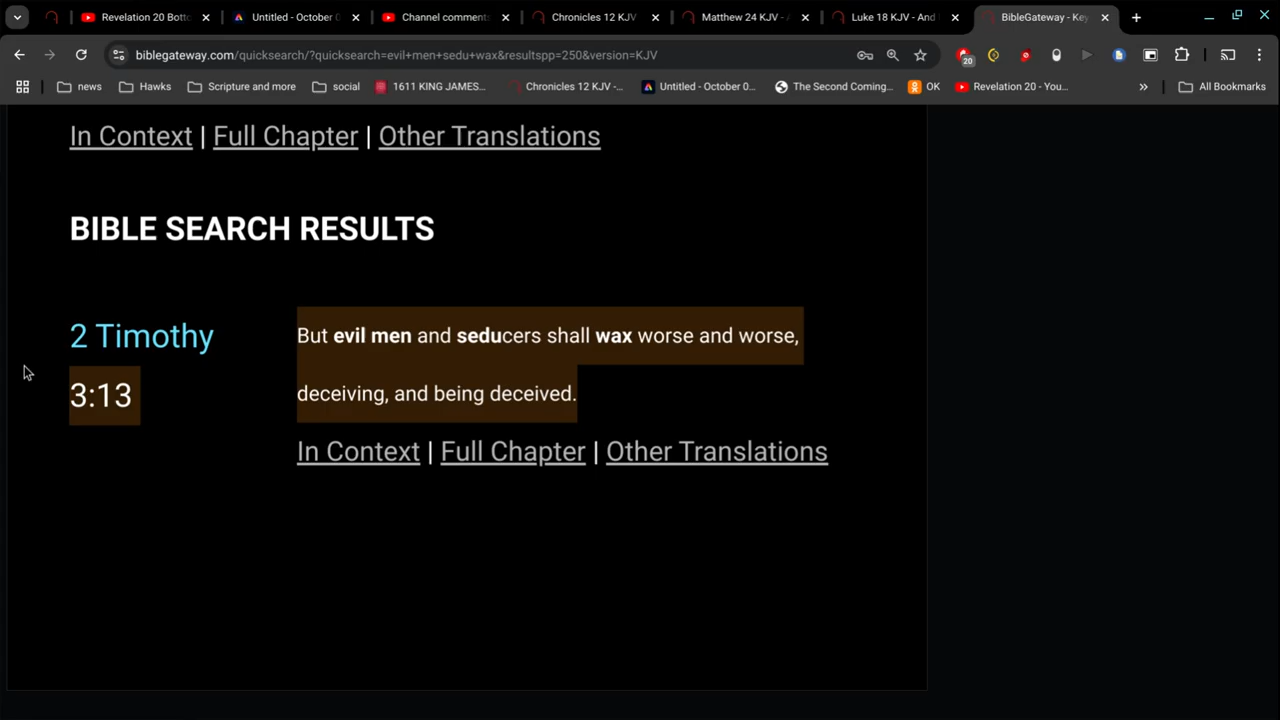 Revelation 20 Botto
Untitled - October 0
Channel comments
Chronicles 12 KJV
Matthew 24 KJV - A
Luke 18 KJV - And
BibleGateway - Key
biblegateway.com/quicksearch/?quicksearch=evil+men+sedu+wax&resultspp=250&version=KJV
20
news
Hawks
Scripture and more
social
1611 KING JAMES...
Chronicles 12 KJV -...
Untitled - October 0...
The Second Coming...
OK
Revelation 20 - You...
»
All Bookmarks
In Context | Full Chapter | Other Translations
BIBLE SEARCH RESULTS
2 Timothy
3:13
But evil men and seducers shall wax worse and worse,
deceiving, and being deceived.
In Context | Full Chapter | Other Translations